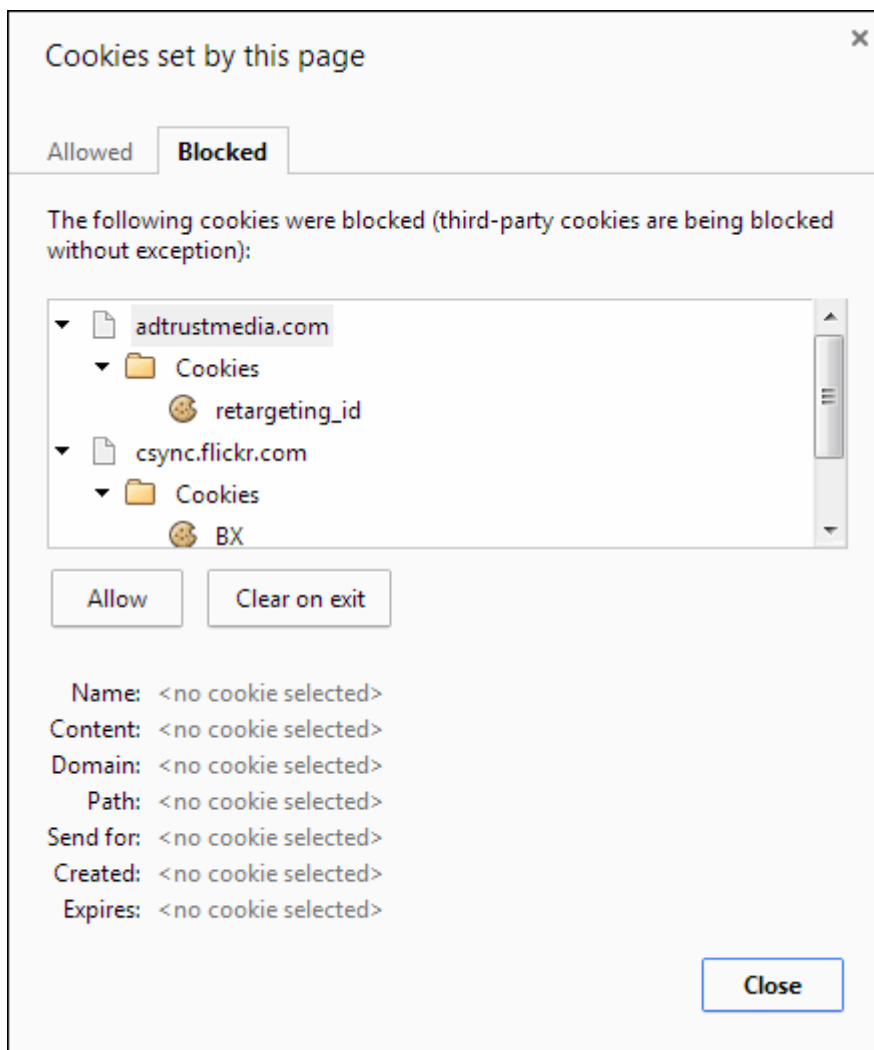 Cookies set by this page
Allowed
Blocked
The following cookies were blocked (third-party cookies are being blocked
without exception):
adtrustmedia.com
Cookies
retargeting_id
csync.flickr.com
Cookies
BX
Allow
Clear on exit
Name: <no cookie selected>
Content: <no cookie selected>
Domain: <no cookie selected>
Path: <no cookie selected>
Send for: <no cookie selected>
Created: <no cookie selected>
Expires: <no cookie selected>
Close